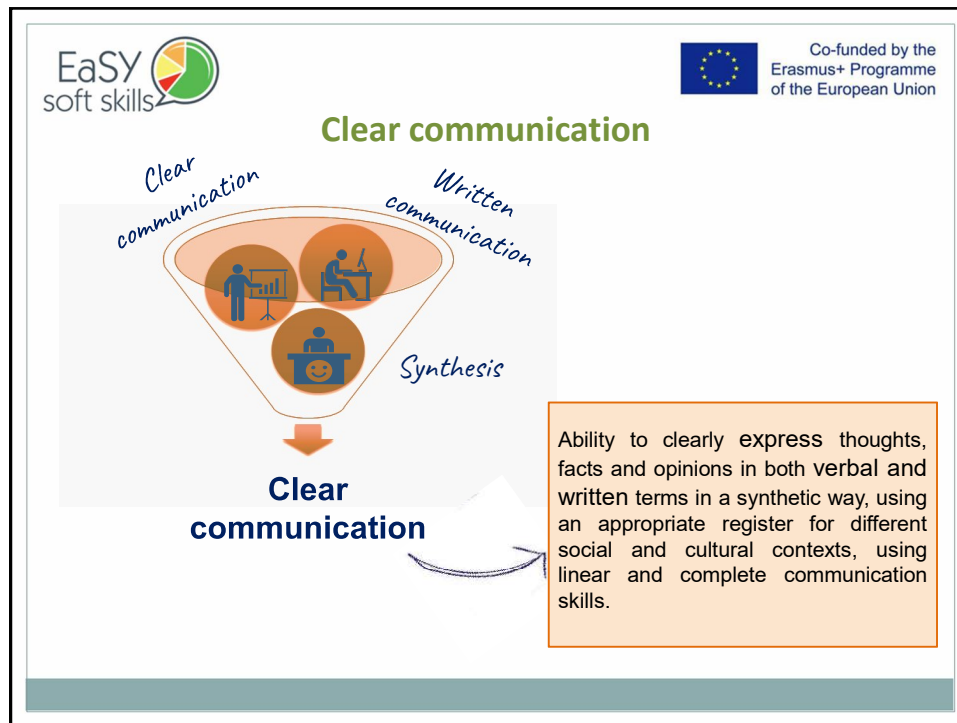 EaSY
soft skills
Co-funded by the
Erasmus+ Programme
of the European Union
Clear communication
Clear
communication
Written
communication
Synthesis
Clear
communication
Ability to clearly express thoughts,
facts and opinions in both verbal and
written terms in a synthetic way, using
an appropriate register for different
social and cultural contexts, using
linear and complete communication
skills.